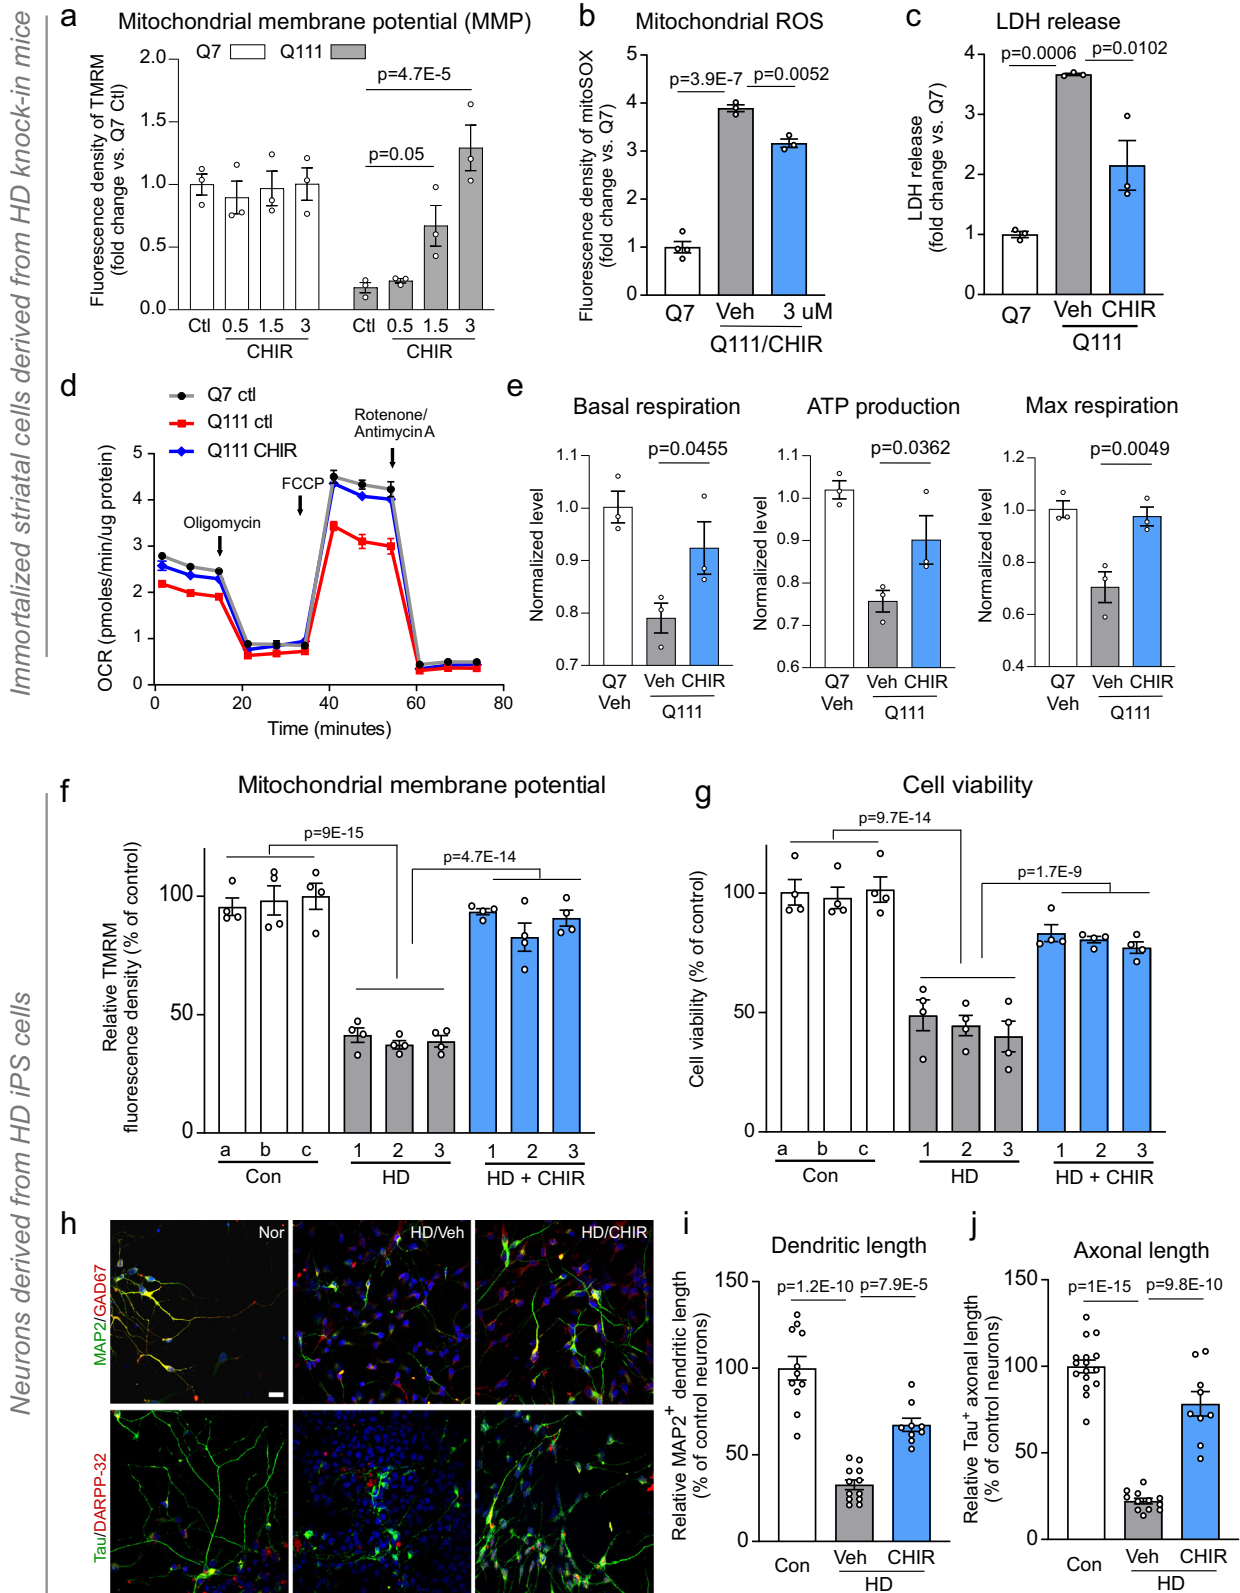 Immortalized striatal cells derived from HD knock-in mice
a
Mitochondrial membrane potential (MMP)
Q7
Q111
Fluorescence density of TMRM
(fold change vs. Q7 Ctl)
2.0
1.5
1.0
0.5
0.0
p=4.7E-5
p=0.05
Ctl 0.5 1.5 3
CHIR
Ctl 0.5 1.5 3
CHIR
b
Mitochondrial ROS
Fluorescence density of mitoSOX
(fold change vs. Q7)
5
4
3
2
1
0
p=3.9E-7
p=0.0052
Q7 Veh 3 uM
Q111/CHIR
c
LDH release
LDH release
(fold change vs. Q7)
4
3
2
1
0
p=0.0006
p=0.0102
Q7 Veh CHIR
Q111
d
Q7 ctl
Q111 ctl
Q111 CHIR
OCR (pmoles/min/ug protein)
5
4
3
2
1
0
Oligomycin
FCCP
Rotenone/
Antimycin A
0 20 40 60 80
Time (minutes)
e
Basal respiration
p=0.0455
Normalized level
1.1
1.0
0.9
0.8
0.7
Q7
Veh
Veh CHIR
Q111
ATP production
p=0.0362
Normalized level
1.1
1.0
0.9
0.8
0.7
0.6
Q7
Veh
Veh CHIR
Q111
Max respiration
p=0.0049
Normalized level
1.2
1.0
0.8
0.6
0.4
Q7
Veh
Veh CHIR
Q111
Neurons derived from HD iPS cells
f
Mitochondrial membrane potential
Relative TMRM
fluorescence density (% of control)
100
50
0
p=9E-15
p=4.7E-14
a b c
Con
1 2 3
HD
1 2 3
HD + CHIR
g
Cell viability
Cell viability (% of control)
100
50
0
p=9.7E-14
p=1.7E-9
a b c
Con
1 2 3
HD
1 2 3
HD + CHIR
h
MAP2/GAD67
Nor
HD/Veh
HD/CHIR
Tau/DARPP-32
i
Dendritic length
Relative MAP2+ dendritic length
(% of control neurons)
150
100
50
0
p=1.2E-10
p=7.9E-5
Con
Veh CHIR
HD
j
Axonal length
Relative Tau+ axonal length
(% of control neurons)
150
100
50
0
p=1E-15
p=9.8E-10
Con
Veh CHIR
HD